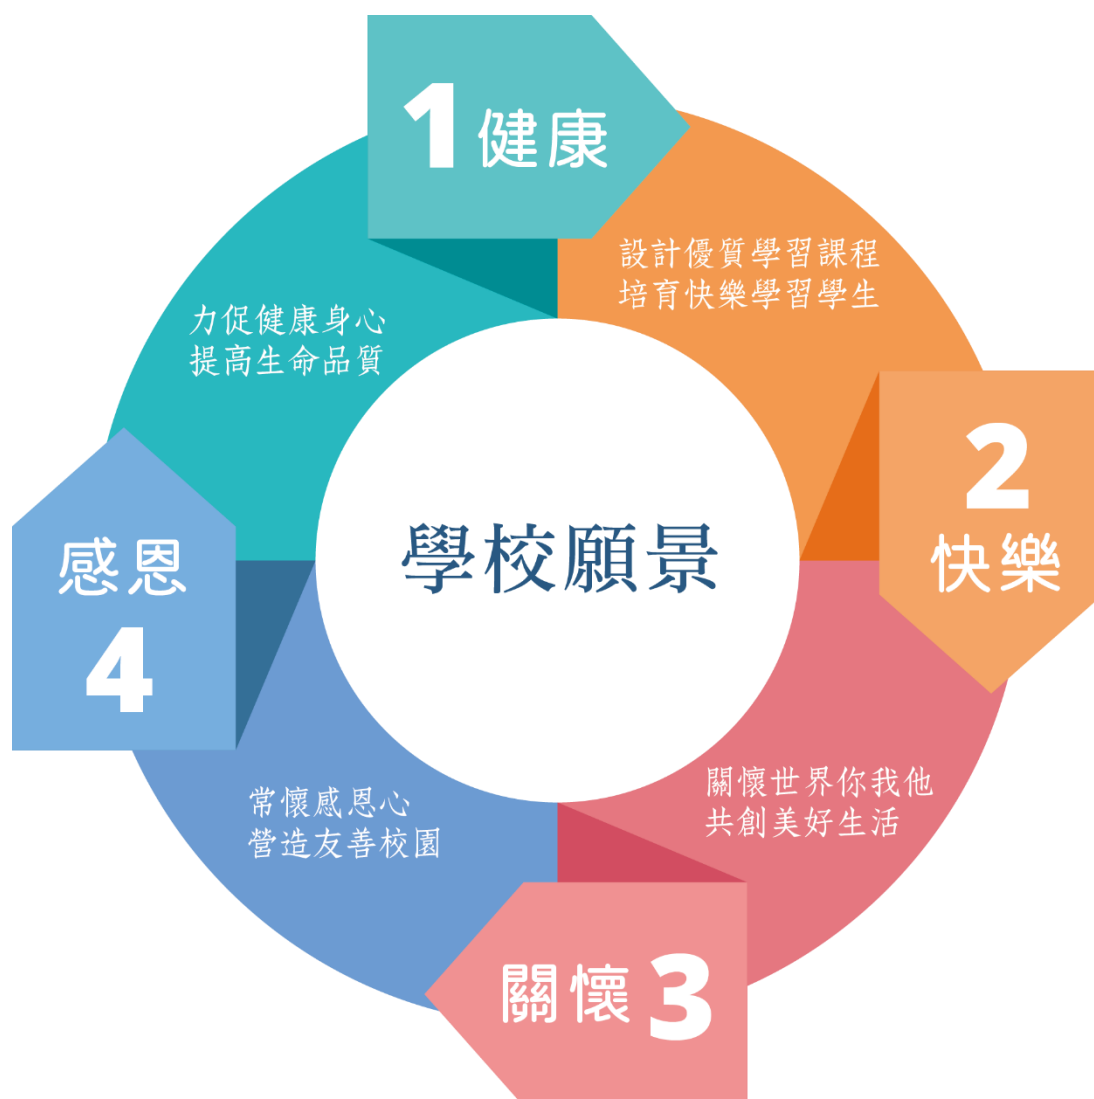 1健康
力促健康身心
提高生命品質
2
快樂
設計優質學習課程
培育快樂學習學生
學校願景
關懷3
關懷世界你我他
共創美好生活
感恩
4
常懷感恩心
營造友善校園